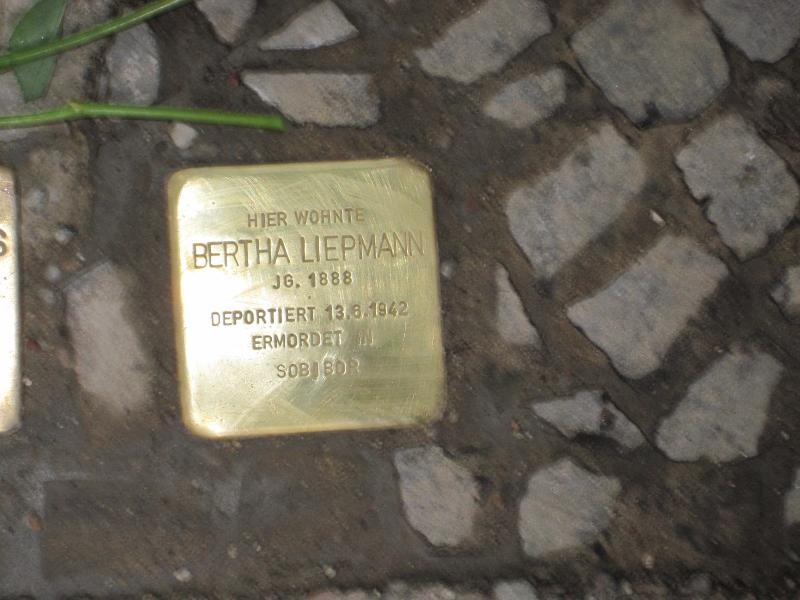 HIER WOHNTE
BERTHA LIEPMANN
JG. 1888
DEPORTIERT 13.6.1942
ERMORDET IN
SOBIBOR
S